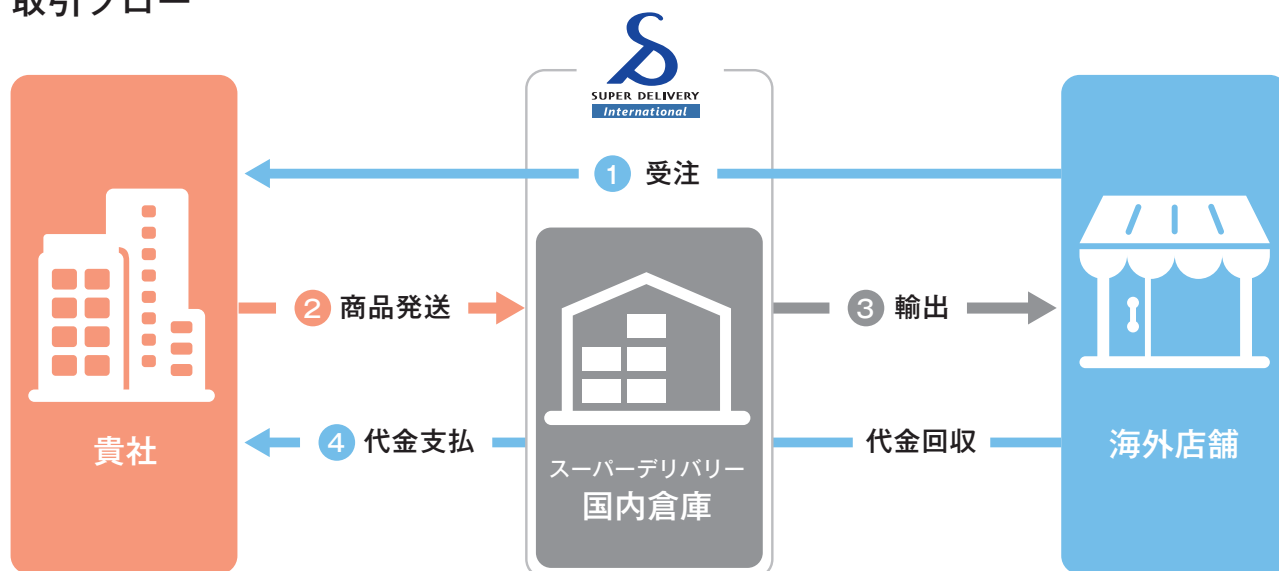 取引フロー
SUPER DELIVERY
International
1 受注
2 商品発送
3 輸出
4 代金支払
代金回収
貴社
スーパーデリバリー
国内倉庫
海外店舗